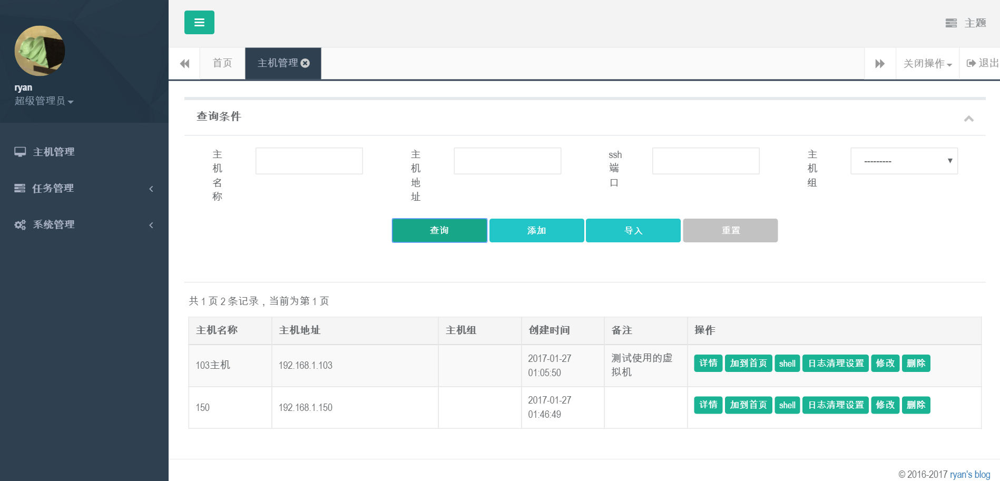 主题
首页
主机管理
关闭操作
退出
ryan
超级管理员
主机管理
任务管理
系统管理
查询条件
主
机
名
称
主
机
地
址
ssh
端
口
主
机
组
---------
查询
添加
导入
重置
共 1 页 2 条记录，当前为第 1 页
主机名称 主机地址 主机组 创建时间 备注 操作
103主机 192.168.1.103 2017-01-27 01:05:50 测试使用的虚拟机 详情 加到首页 shell 日志清理设置 修改 删除
150 192.168.1.150 2017-01-27 01:46:49 详情 加到首页 shell 日志清理设置 修改 删除
© 2016-2017 ryan's blog